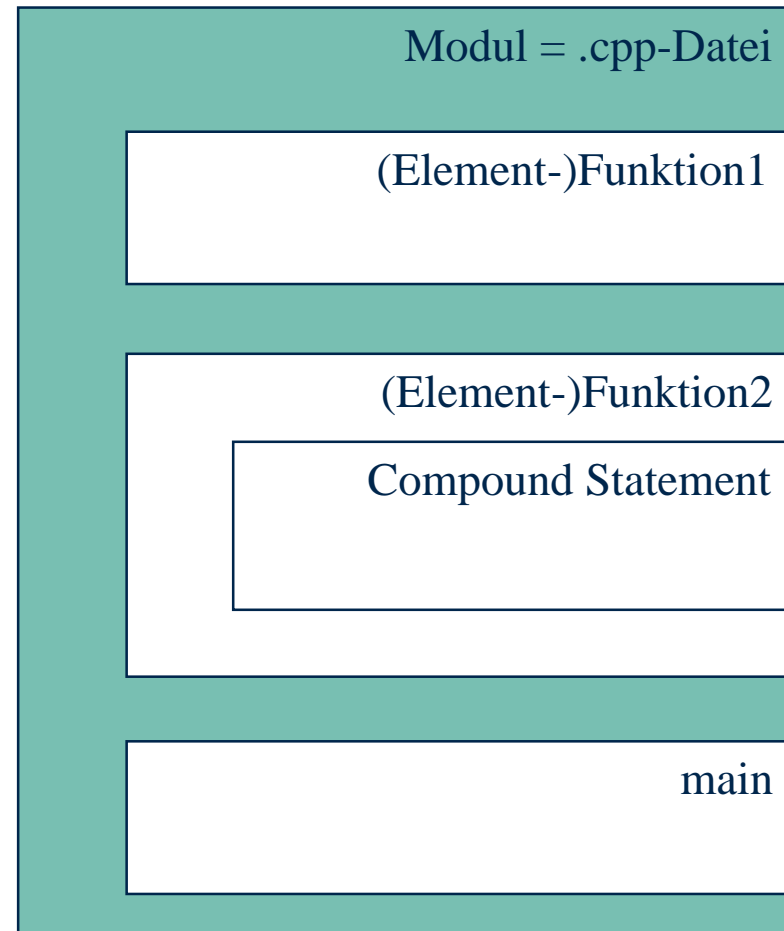 Modul = .cpp-Datei
(Element-)Funktion1
(Element-)Funktion2
Compound Statement
main